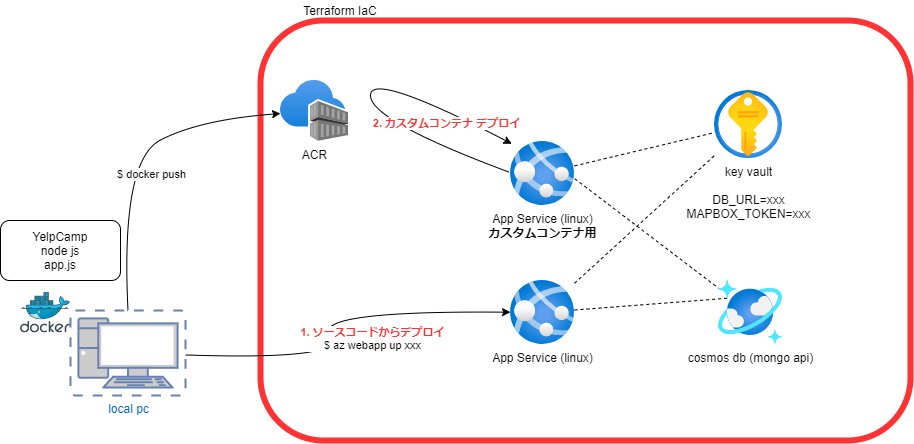 Terraform IaC
2. カスタムコンテナ デプロイ
ACR
$ docker push
key vault
DB_URL=xxx
MAPBOX_TOKEN=xxx
App Service (linux)
カスタムコンテナ用
YelpCamp
node js
app.js
docker
1. ソースコードからデプロイ
$ az webapp up xxx
App Service (linux)
cosmos db (mongo api)
local pc